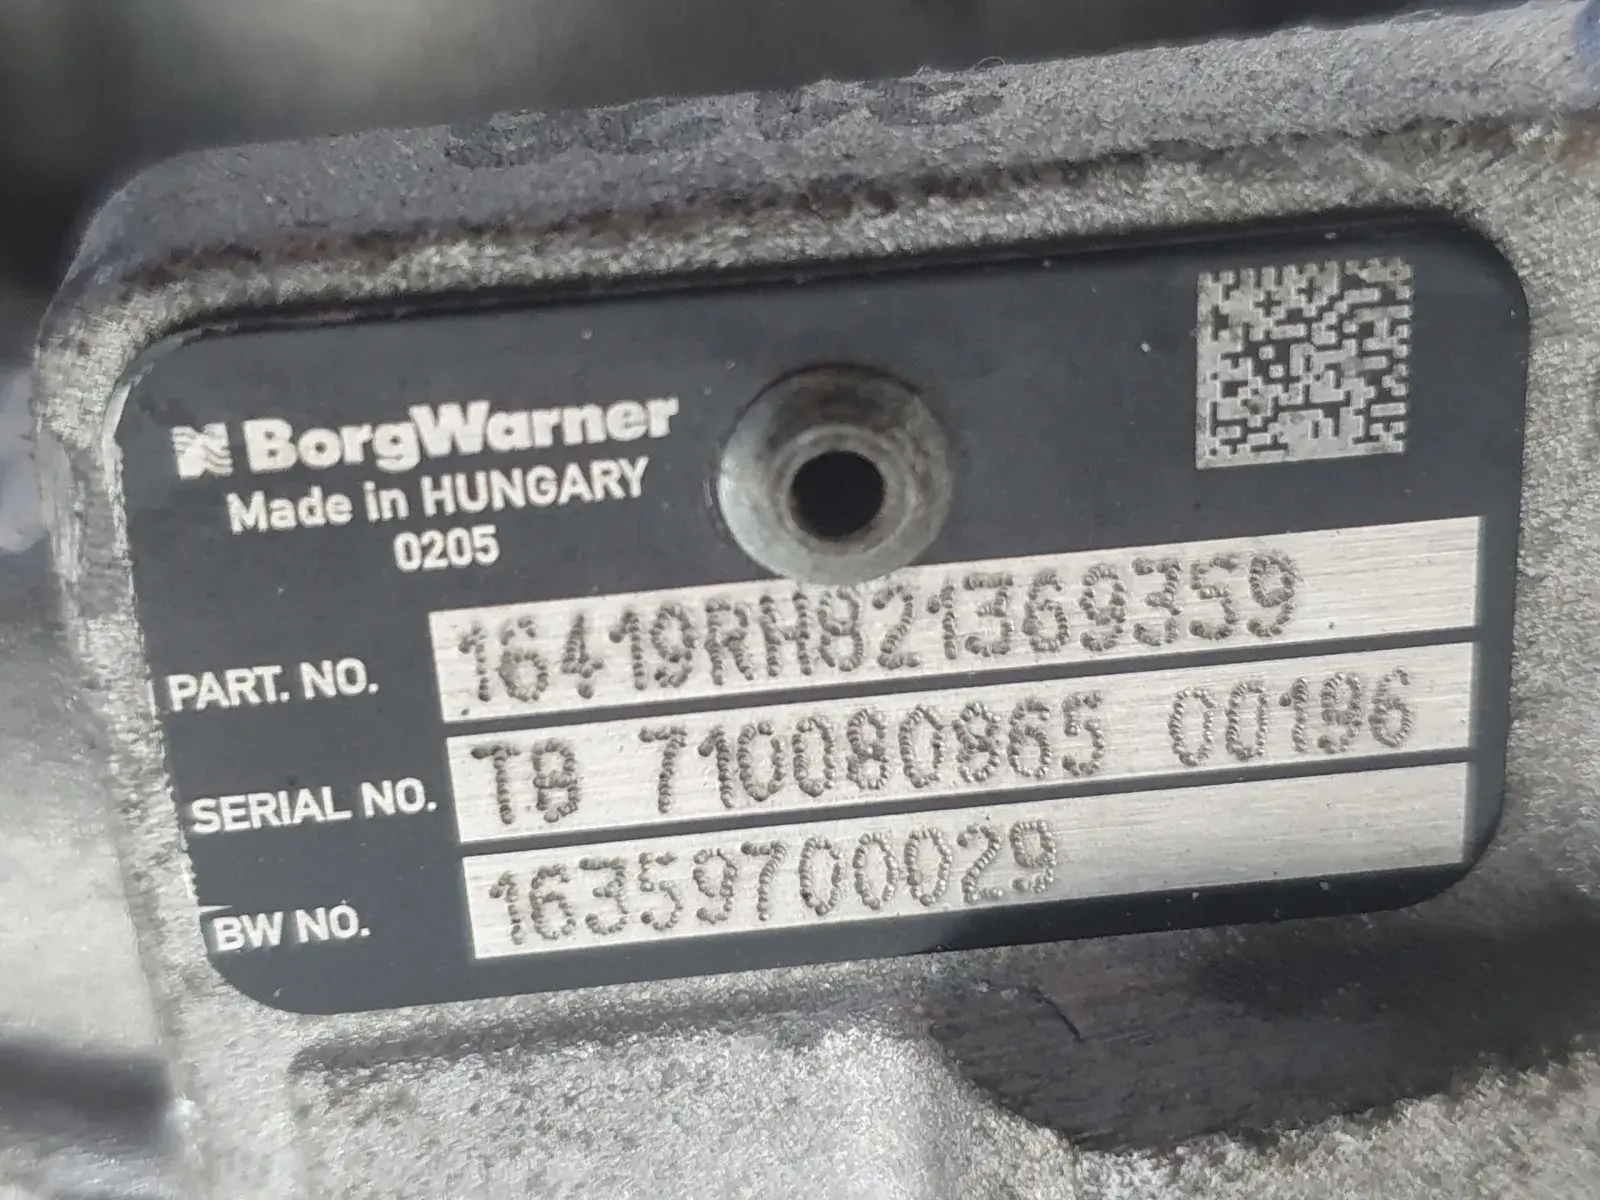 BorgWarner
Made in HUNGARY
0205
PART. NO. 16419RH821369359
SERIAL NO. TB 710080865 00196
BW NO. 16359700029